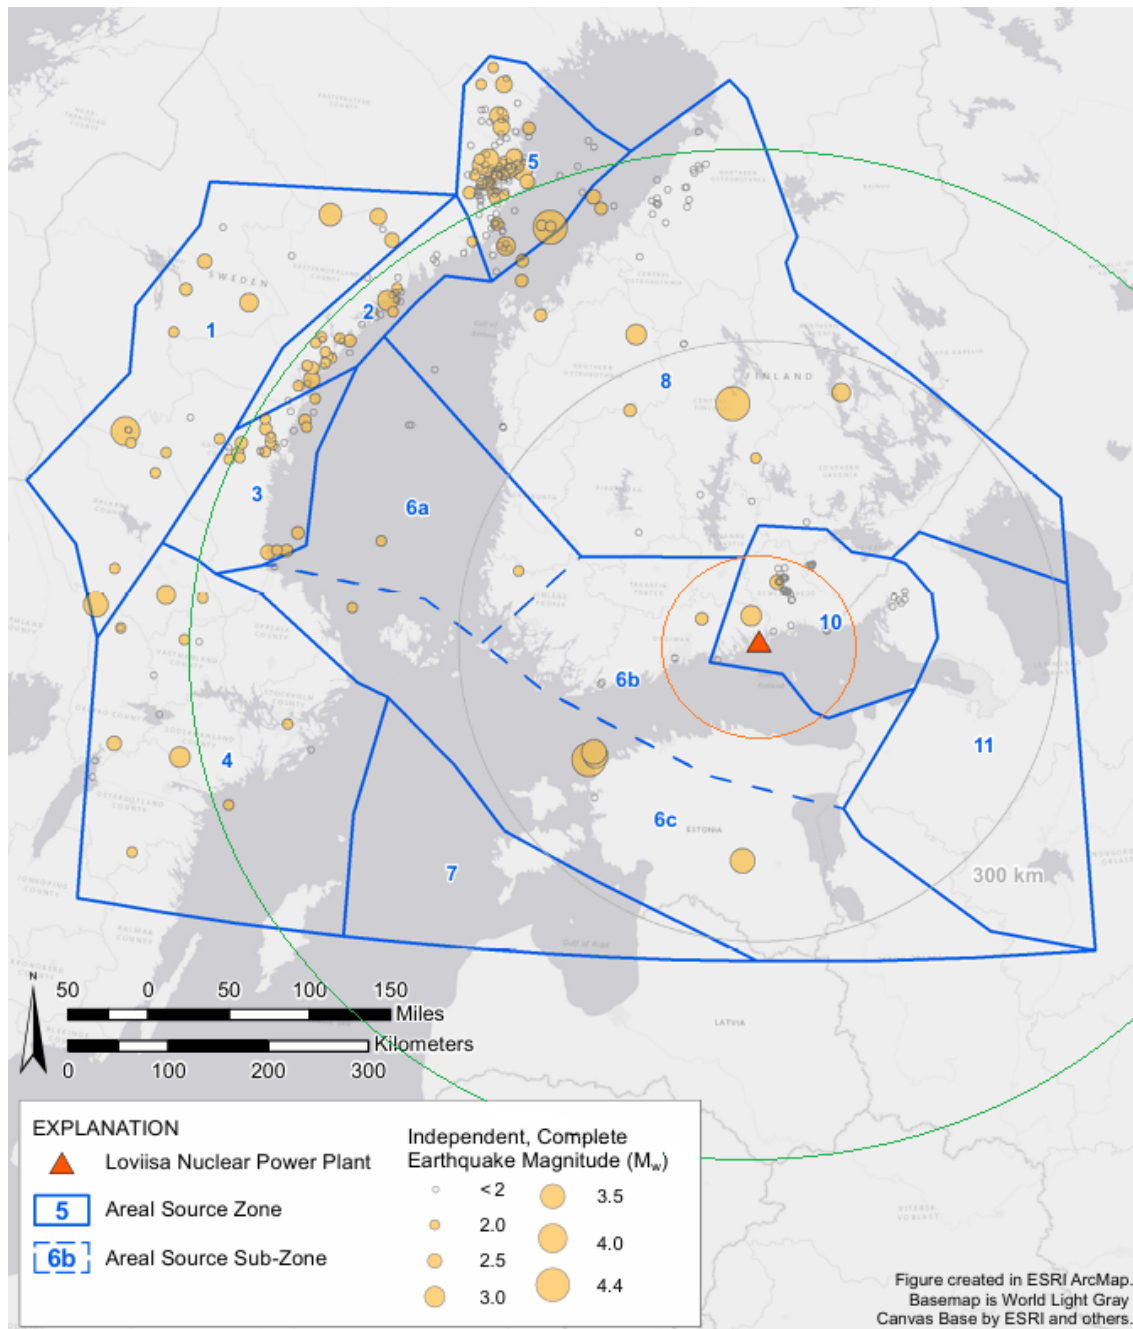 5
SWEDEN
1
2
8
FINLAND
3
6a
10
6b
11
4
6c
ESTONIA
7
300 km
LATVIA
N
50 0 50 100 150
Miles
Kilometers
0 100 200 300
EXPLANATION
Loviisa Nuclear Power Plant
5 Areal Source Zone
6b Areal Source Sub-Zone
Independent, Complete
Earthquake Magnitude (Mw)
<2
2.0
2.5
3.0
3.5
4.0
4.4
Figure created in ESRI ArcMap.
Basemap is World Light Gray
Canvas Base by ESRI and others.